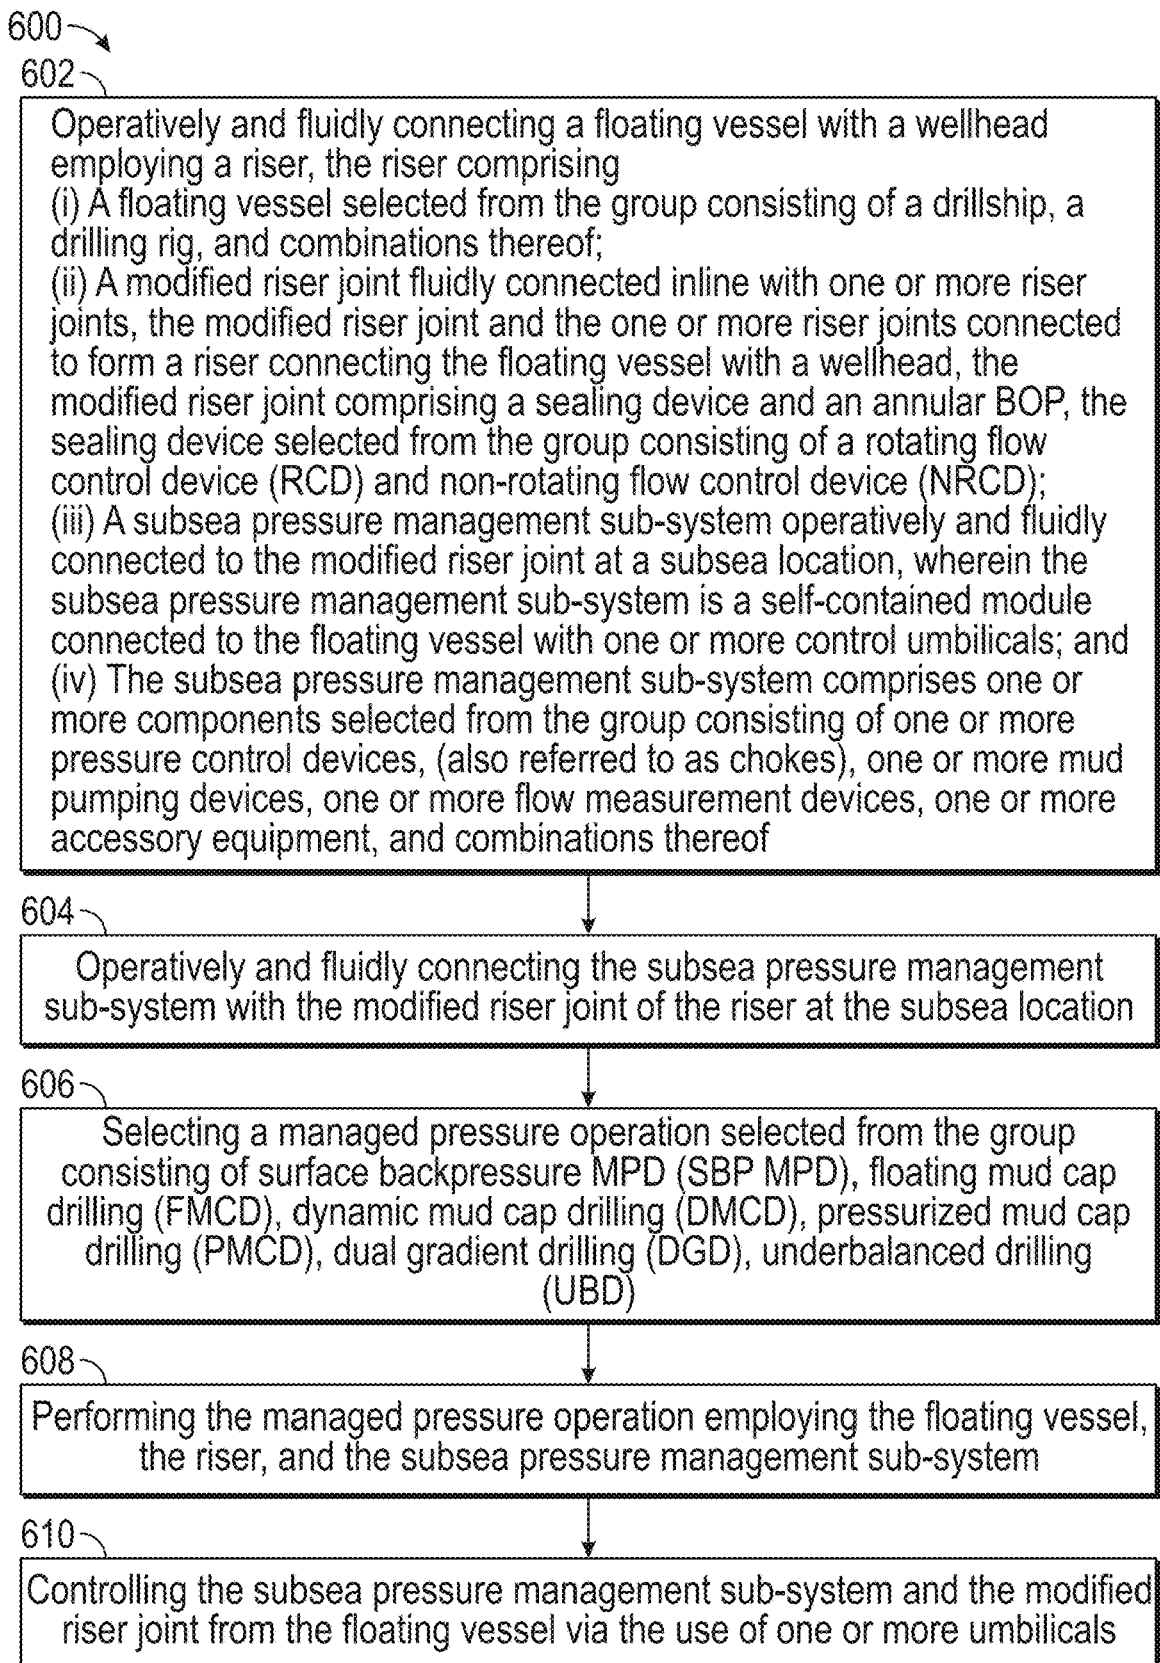 600
602
Operatively and fluidly connecting a floating vessel with a wellhead
employing a riser, the riser comprising
(i) A floating vessel selected from the group consisting of a drillship, a
drilling rig, and combinations thereof;
(ii) A modified riser joint fluidly connected inline with one or more riser
joints, the modified riser joint and the one or more riser joints connected
to form a riser connecting the floating vessel with a wellhead, the
modified riser joint comprising a sealing device and an annular BOP, the
sealing device selected from the group consisting of a rotating flow
control device (RCD) and non-rotating flow control device (NRCD);
(iii) A subsea pressure management sub-system operatively and fluidly
connected to the modified riser joint at a subsea location, wherein the
subsea pressure management sub-system is a self-contained module
connected to the floating vessel with one or more control umbilicals; and
(iv) The subsea pressure management sub-system comprises one or
more components selected from the group consisting of one or more
pressure control devices, (also referred to as chokes), one or more mud
pumping devices, one or more flow measurement devices, one or more
accessory equipment, and combinations thereof
604
Operatively and fluidly connecting the subsea pressure management
sub-system with the modified riser joint of the riser at the subsea location
606
Selecting a managed pressure operation selected from the group
consisting of surface backpressure MPD (SBP MPD), floating mud cap
drilling (FMCD), dynamic mud cap drilling (DMCD), pressurized mud cap
drilling (PMCD), dual gradient drilling (DGD), underbalanced drilling
(UBD)
608
Performing the managed pressure operation employing the floating vessel,
the riser, and the subsea pressure management sub-system
610
Controlling the subsea pressure management sub-system and the modified
riser joint from the floating vessel via the use of one or more umbilicals